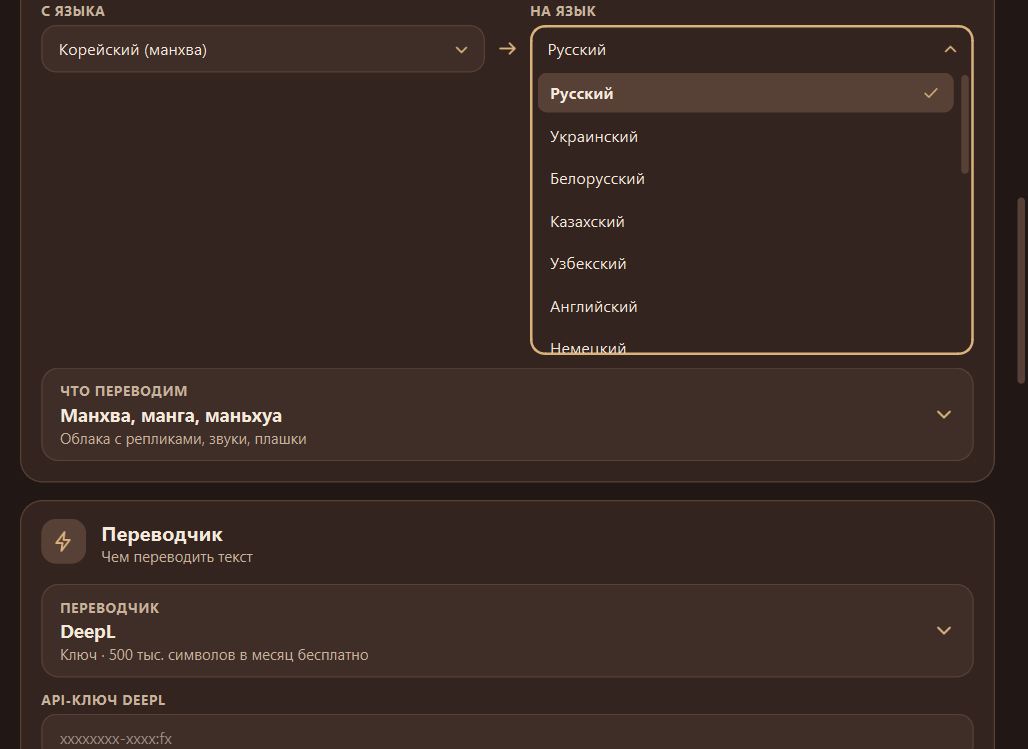 С ЯЗЫКА
Корейский (манхва)
НА ЯЗЫК
Русский
Русский
Украинский
Белорусский
Казахский
Узбекский
Английский
Немецкий
ЧТО ПЕРЕВОДИМ
Манхва, манга, маньхуа
Облака с репликами, звуки, плашки
Переводчик
Чем переводить текст
ПЕРЕВОДЧИК
DeepL
Ключ · 500 тыс. символов в месяц бесплатно
API-КЛЮЧ DEEPL
xxxxxxxx-xxxx:fx